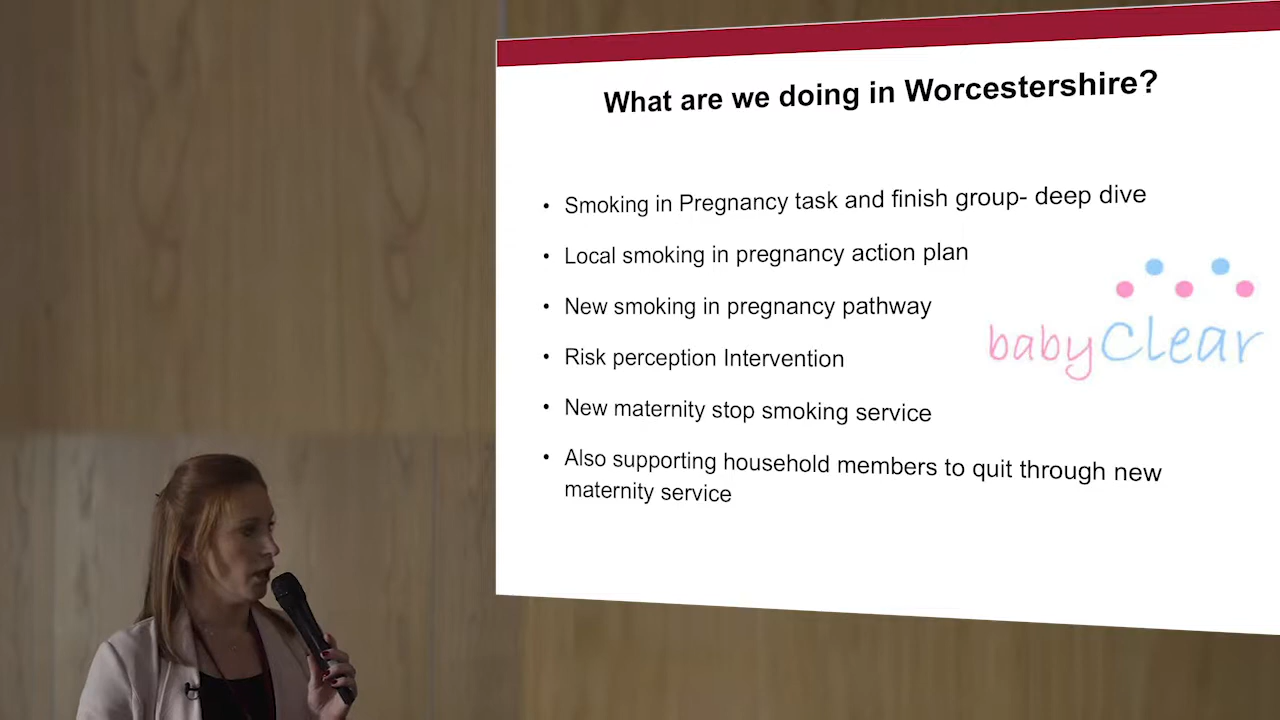 What are we doing in Worcestershire?
• Smoking in Pregnancy task and finish group- deep dive
• Local smoking in pregnancy action plan
• New smoking in pregnancy pathway
• Risk perception Intervention
• New maternity stop smoking service
• Also supporting household members to quit through new
maternity service
babyClear